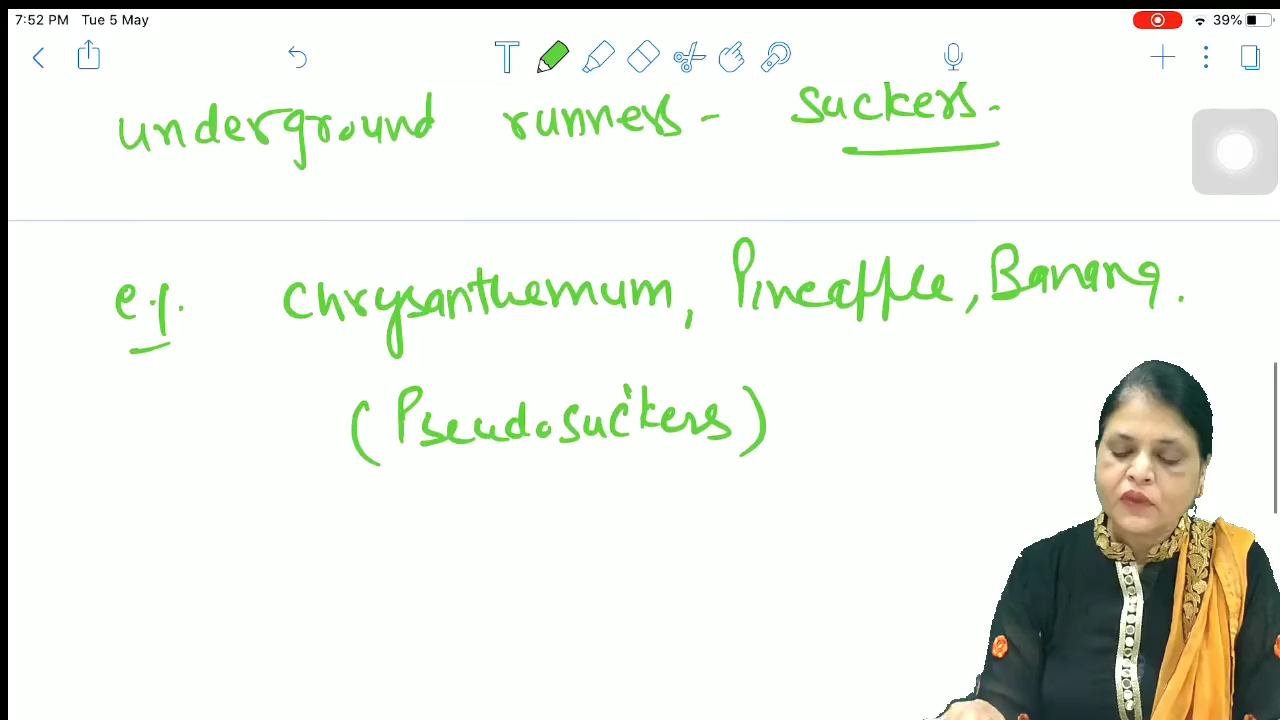 7:52 PM Tue 5 May 39%
underground runners - suckers.
e.g. chrysanthemum, Pineapple, Banana.
(Pseudosuckers)